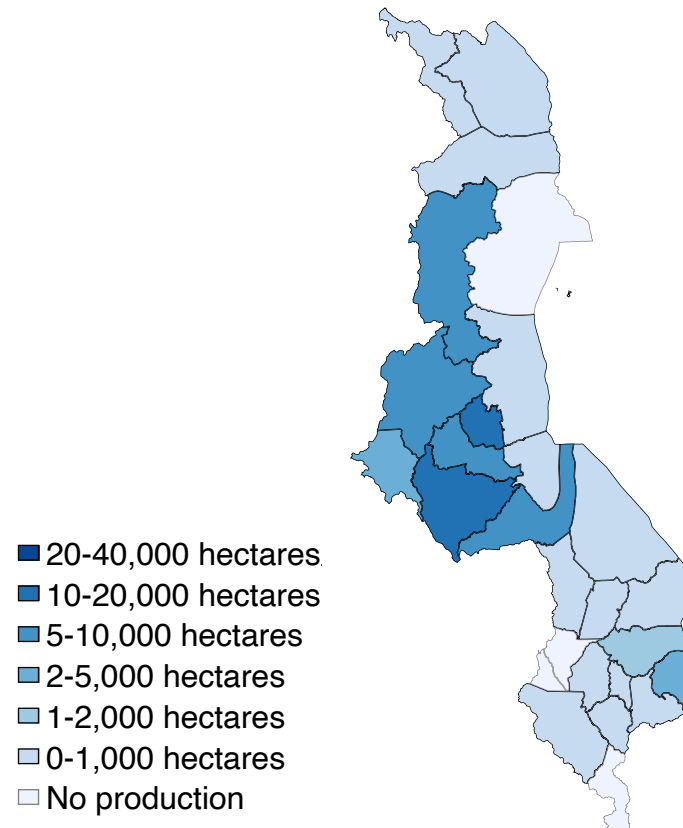 20-40,000 hectares
10-20,000 hectares
5-10,000 hectares
2-5,000 hectares
1-2,000 hectares
0-1,000 hectares
No production